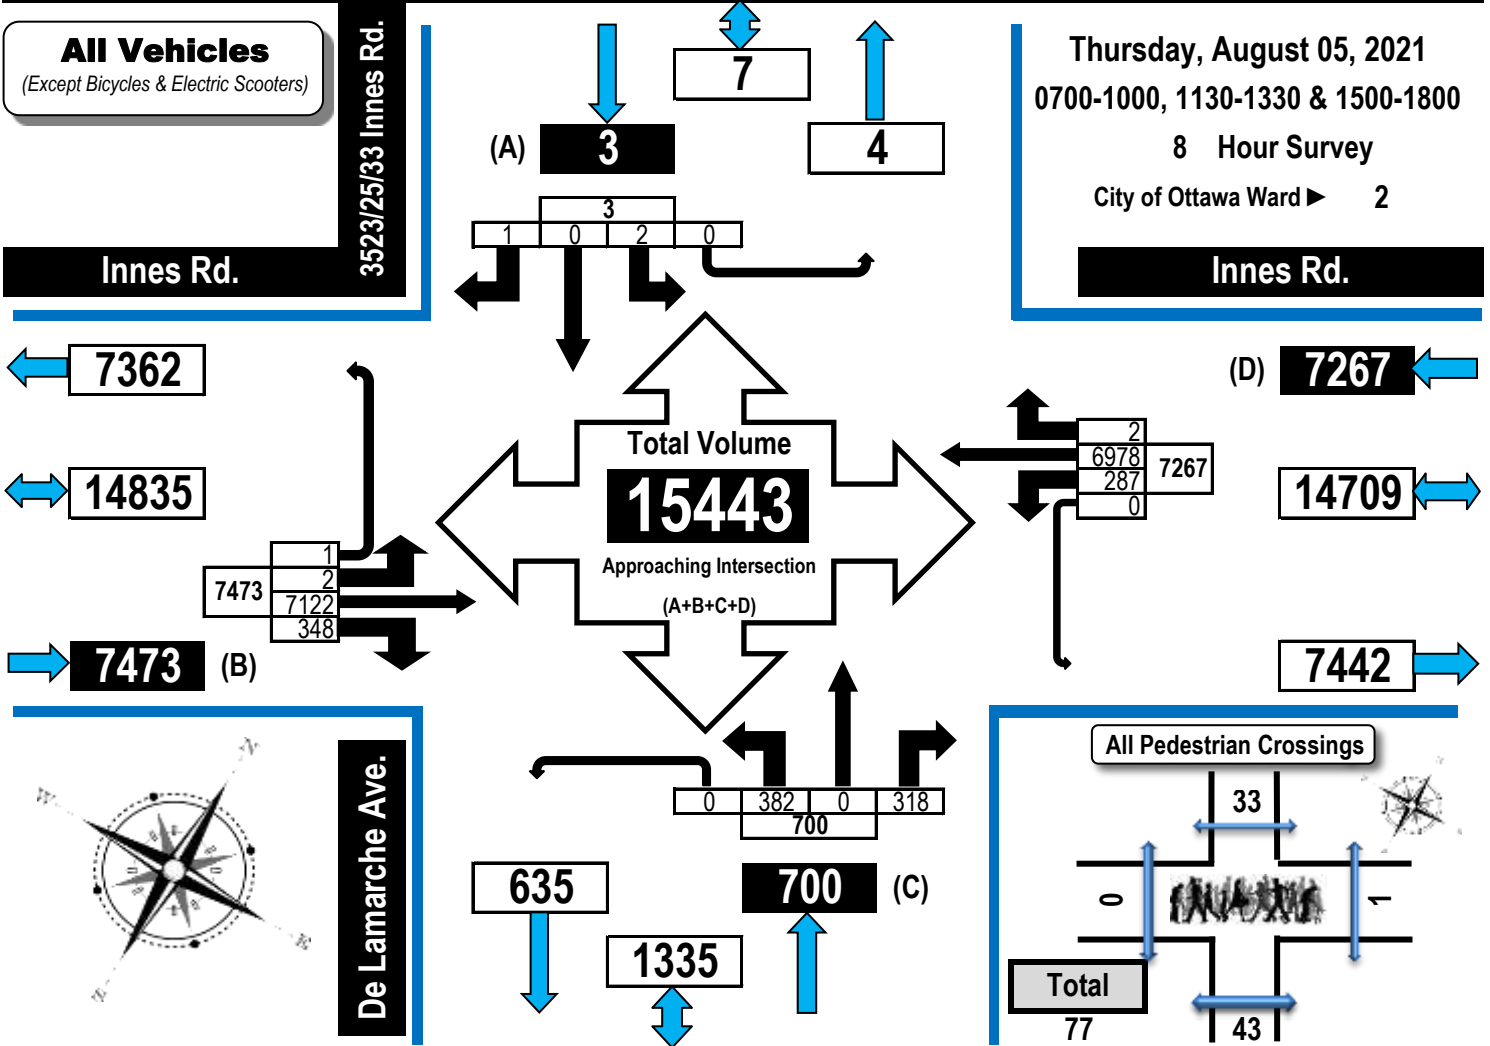 All Vehicles
(Except Bicycles & Electric Scooters)
3523/25/33 Innes Rd.
Innes Rd.
7
(A)
3
4
3
1 0 2 0
Thursday, August 05, 2021
0700-1000, 1130-1330 & 1500-1800
8 Hour Survey
City of Ottawa Ward ► 2
Innes Rd.
7362
14835
1
2
7122
348
7473
7473
(B)
Total Volume
15443
Approaching Intersection
(A+B+C+D)
(D)
7267
2
6978
287
0
7267
14709
7442
N
W
E
S
De Lamarche Ave.
0 382 0 318
700
635
700
(C)
1335
All Pedestrian Crossings
33
0
1
Total
77
43